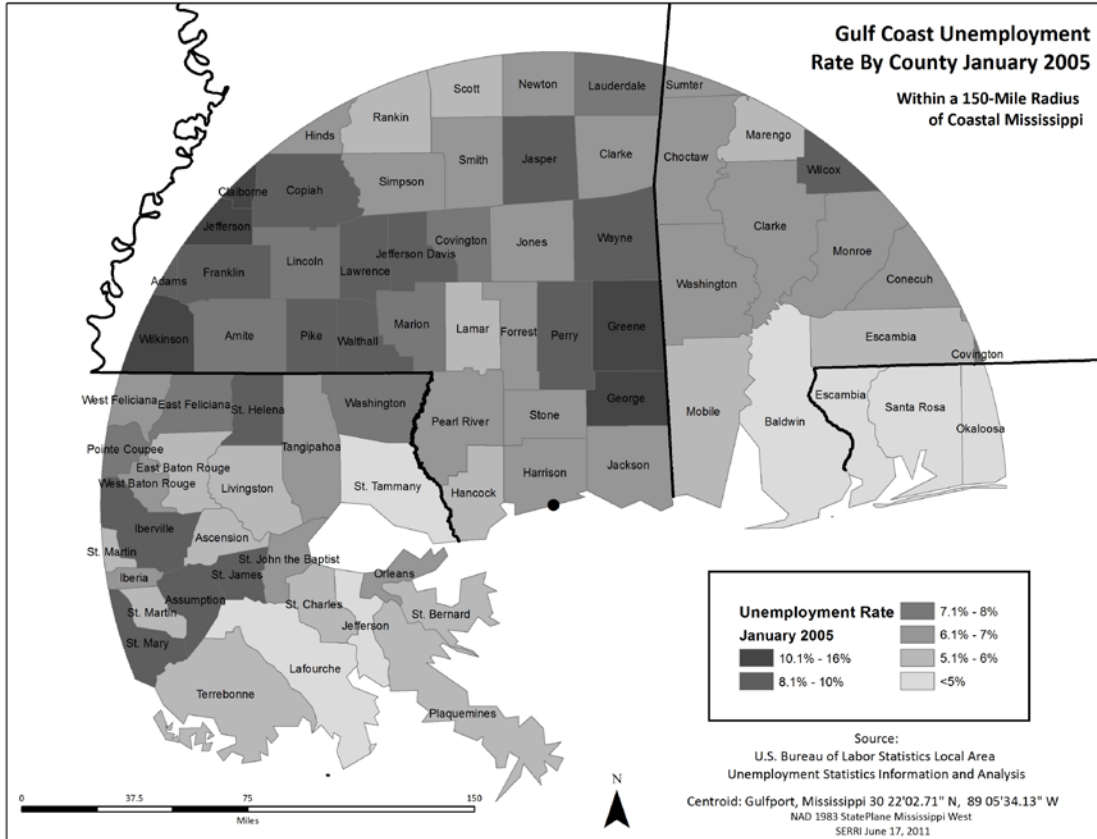 Gulf Coast Unemployment
Rate By County January 2005
Within a 150-Mile Radius
of Coastal Mississippi
Scott
Newton
Lauderdale
Sumter
Rankin
Hinds
Marengo
Smith
Jasper
Clarke
Choctaw
Wilcox
Simpson
Claiborne
Copiah
Jefferson
Clarke
Wayne
Jones
Covington
Jefferson Davis
Monroe
Lincoln
Lawrence
Franklin
Adams
Conecuh
Washington
Marion
Lamar
Forrest
Perry
Greene
Wilkinson
Amite
Pike
Walthall
Escambia
Covington
West Feliciana
East Feliciana
St. Helena
Washington
George
Escambia
Santa Rosa
Pearl River
Stone
Mobile
Baldwin
Okaloosa
Tangipahoa
Pointe Coupee
East Baton Rouge
West Baton Rouge
Livingston
St. Tammany
Hancock
Harrison
Jackson
Iberville
Ascension
St. Martin
St. John the Baptist
Iberia
St. James
Orleans
Assumption
St. Martin
St. Charles
St. Bernard
Jefferson
St. Mary
Lafourche
Terrebonne
Plaquemines
Unemployment Rate
January 2005
10.1% - 16%
8.1% - 10%
7.1% - 8%
6.1% - 7%
5.1% - 6%
<5%
Source:
U.S. Bureau of Labor Statistics Local Area
Unemployment Statistics Information and Analysis
Centroid: Gulfport, Mississippi 30 22'02.71" N, 89 05'34.13" W
NAD 1983 StatePlane Mississippi West
SERRI June 17, 2011
N
0 37.5 75 150
Miles